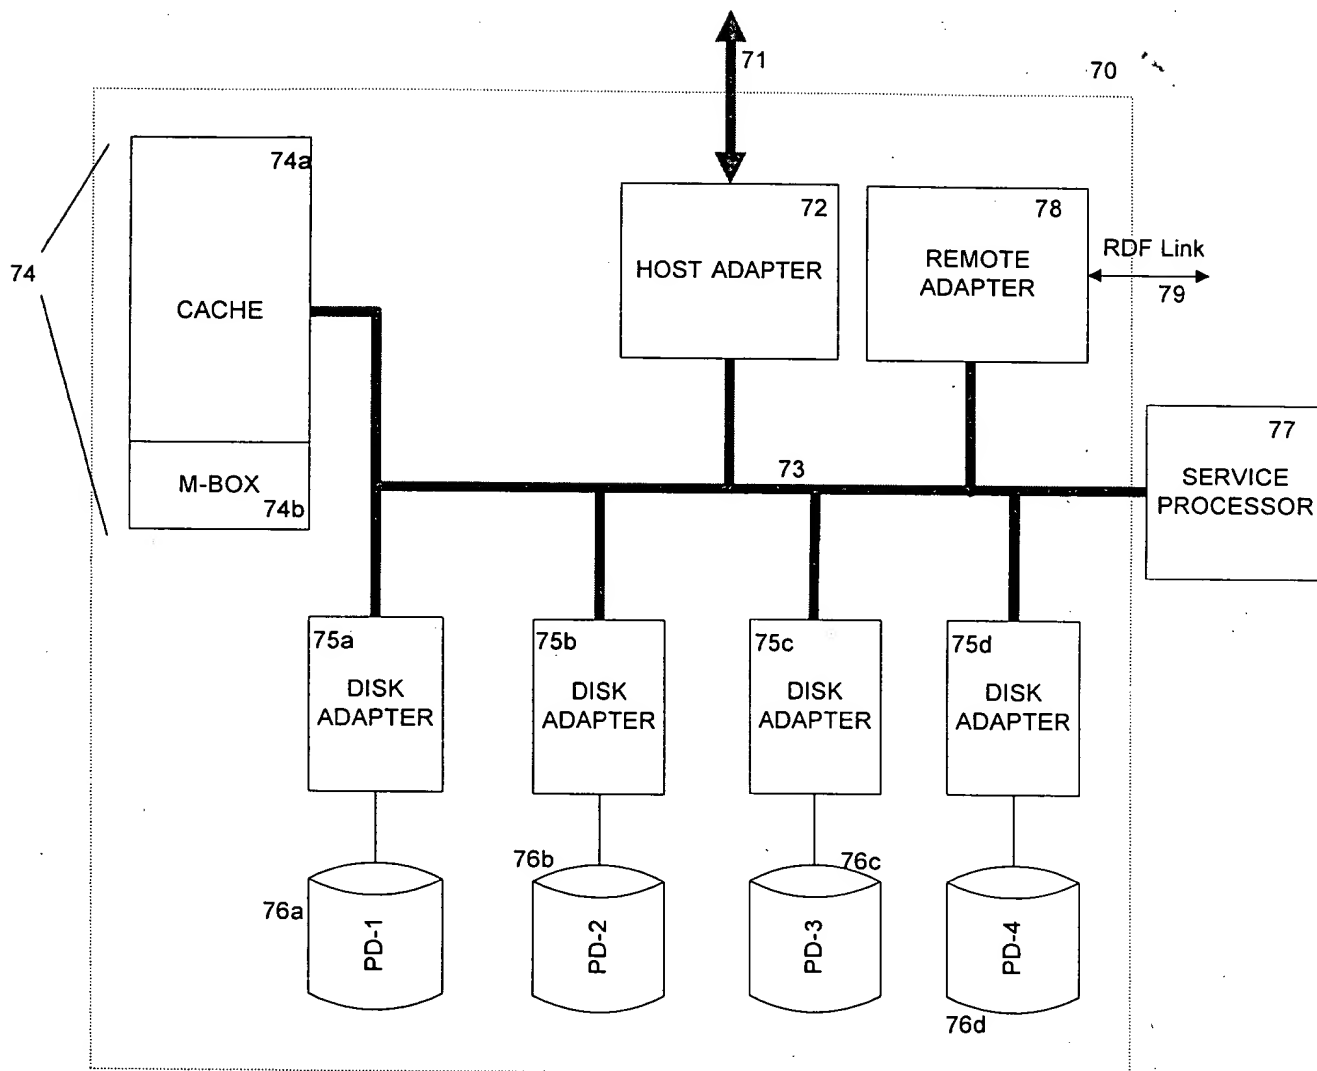 71
70
74a
72
78
HOST ADAPTER
REMOTE
ADAPTER
RDF Link
79
74
CACHE
77
SERVICE
PROCESSOR
73
M-BOX
74b
75a
DISK
ADAPTER
75b
DISK
ADAPTER
75c
DISK
ADAPTER
75d
DISK
ADAPTER
76a
PD-1
76b
PD-2
76c
PD-3
PD-4
76d